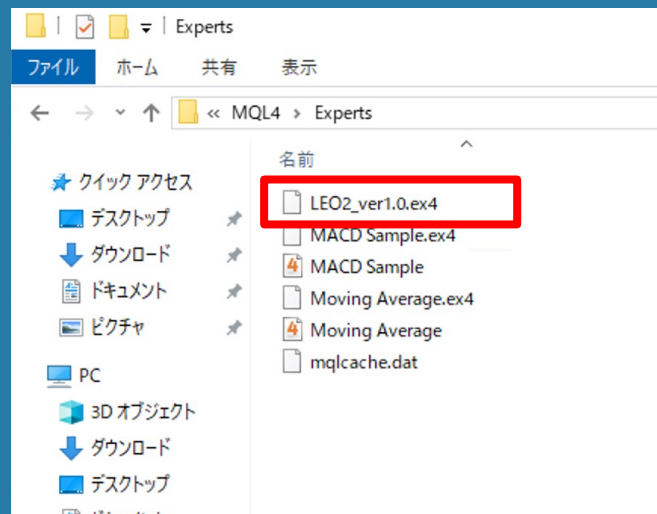 Experts
ファイル ホーム 共有 表示
« MQL4 › Experts
名前
クイック アクセス
デスクトップ
ダウンロード
ドキュメント
ピクチャ
PC
3D オブジェクト
ダウンロード
デスクトップ
LEO2_ver1.0.ex4
MACD Sample.ex4
MACD Sample
Moving Average.ex4
Moving Average
mqlcache.dat